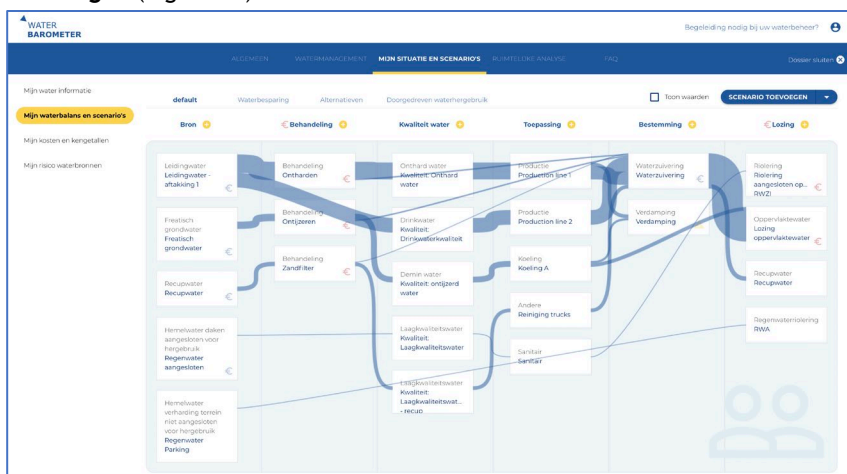 WATER
BAROMETER
Begeleiding nodig bij uw waterbeheer?
ALGEMEEN WATERMANAGEMENT MIJN SITUATIE EN SCENARIO'S RUIMTELIJKE ANALYSE FAQ Dossier sluiten
Mijn water informatie
Mijn waterbalans en scenario's
Mijn kosten en kengetallen
Mijn risico waterbronnen
default Waterbesparing Alternatieven Doorgedreven waterhergebruik Toon waarden SCENARIO TOEVOEGEN
Bron € Behandeling Kwaliteit water Toepassing Bestemming € Lozing
Leidingwater
Leidingwater -
aftakking 1
Freatisch
grondwater
Freatisch
grondwater
€
Recupwater
Recupwater
€
Hemelwater daken
aangesloten voor
hergebruik
Regenwater
aangesloten
€
Hemelwater
verharding terrein
niet aangesloten
voor hergebruik
Regenwater
Parking
Behandeling
Ontharden
€
Behandeling
Ontijzeren
€
Behandeling
Zandfilter
€
Onthard water
Kwaliteit: Onthard
water
Drinkwater
Kwaliteit:
Drinkwaterkwaliteit
Demin water
Kwaliteit: ontijzerd
water
Laagkwaliteitswater
Kwaliteit:
Laagkwaliteitswater
Laagkwaliteitswater
Kwaliteit:
Laagkwaliteitswat...
- recup
Productie
Production line 1
Productie
Production line 2
Koeling
Koeling A
Andere
Reiniging trucks
Sanitair
Sanitair
Waterzuivering
Waterzuivering
€
Verdamping
Verdamping
Riolering
Riolering
aangesloten op...
RWZI
€
Oppervlaktewater
Lozing
oppervlaktewater
€
Recupwater
Recupwater
Regenwaterriolering
RWA